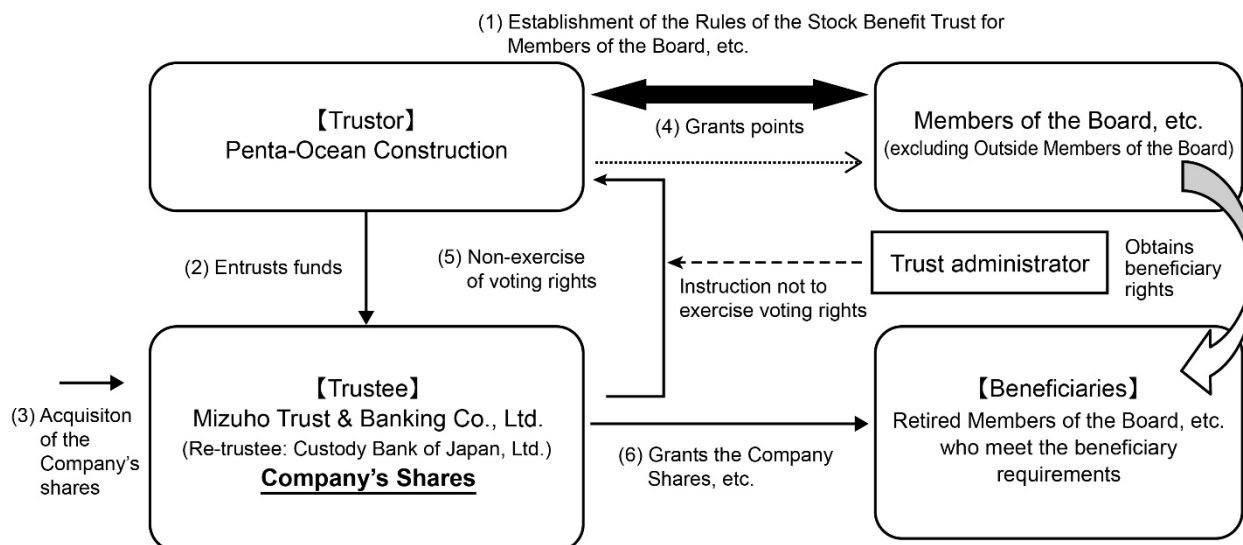 (1) Establishment of the Rules of the Stock Benefit Trust for
Members of the Board, etc.
【Trustor】
Penta-Ocean Construction
(4) Grants points
Members of the Board, etc.
(excluding Outside Members of the Board)
(2) Entrusts funds
(5) Non-exercise
of voting rights
Instruction not to
exercise voting rights
Trust administrator
Obtains
beneficiary
rights
(3) Acquisiton
of the
Company's
shares
【Trustee】
Mizuho Trust & Banking Co., Ltd.
(Re-trustee: Custody Bank of Japan, Ltd.)
Company's Shares
(6) Grants the Company
Shares, etc.
【Beneficiaries】
Retired Members of the Board, etc.
who meet the beneficiary
requirements